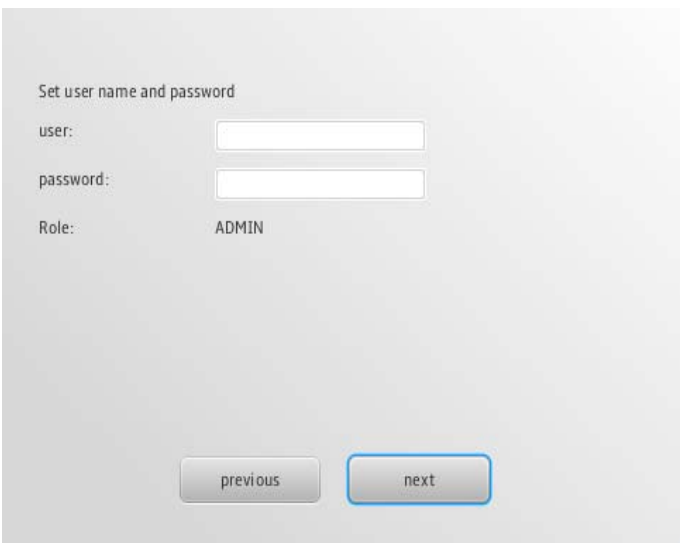 Set user name and password
user:
password:
Role: ADMIN
previous next